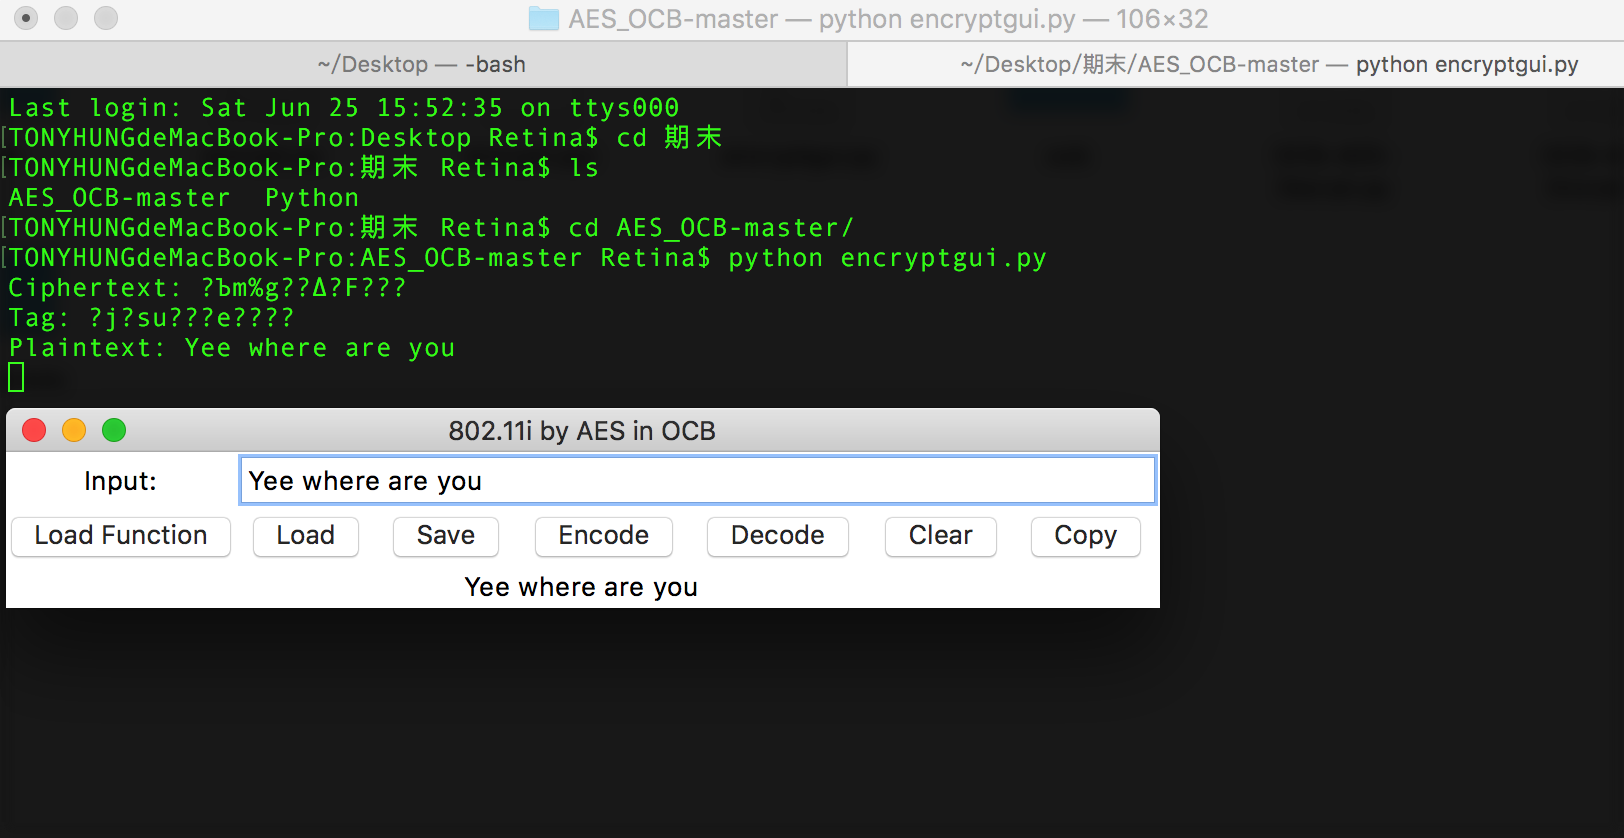 AES_OCB-master — python encryptgui.py — 106×32
~/Desktop — -bash
~/Desktop/期末/AES_OCB-master — python encryptgui.py
Last login: Sat Jun 25 15:52:35 on ttys000
[TONYHUNGdeMacBook-Pro:Desktop Retina$ cd 期末
[TONYHUNGdeMacBook-Pro:期末 Retina$ ls
AES_OCB-master  Python
[TONYHUNGdeMacBook-Pro:期末 Retina$ cd AES_OCB-master/
[TONYHUNGdeMacBook-Pro:AES_OCB-master Retina$ python encryptgui.py
Ciphertext: ?Ъm%g??Δ?F???
Tag: ?j?su???e????
Plaintext: Yee where are you
802.11i by AES in OCB
Input: Yee where are you
Load Function Load Save Encode Decode Clear Copy
Yee where are you